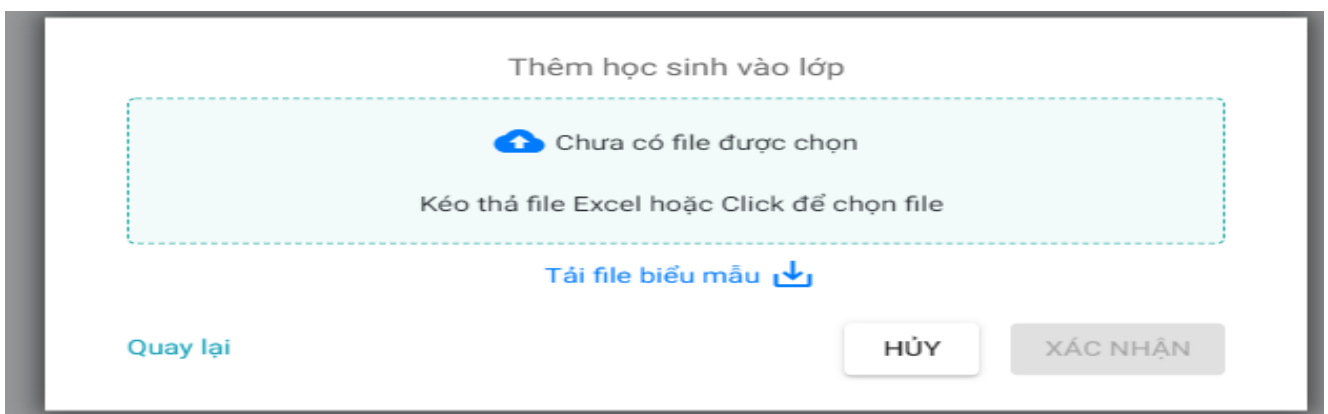 Thêm học sinh vào lớp
Chưa có file được chọn
Kéo thả file Excel hoặc Click để chọn file
Tải file biểu mẫu
Quay lại
HỦY
XÁC NHẬN